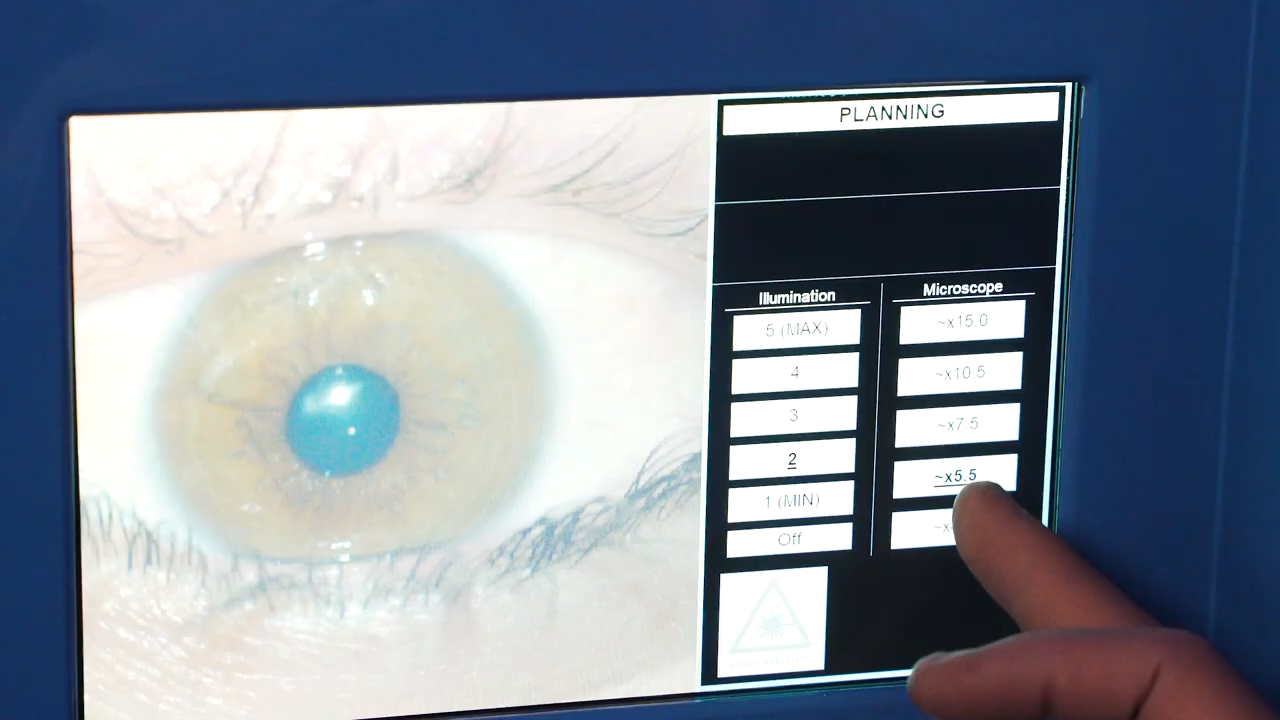 PLANNING
Illumination
5 (MAX)
4
3
2
1 (MIN)
Off
Microscope
~x15.0
~x10.5
~x7.5
~x5.5
~x